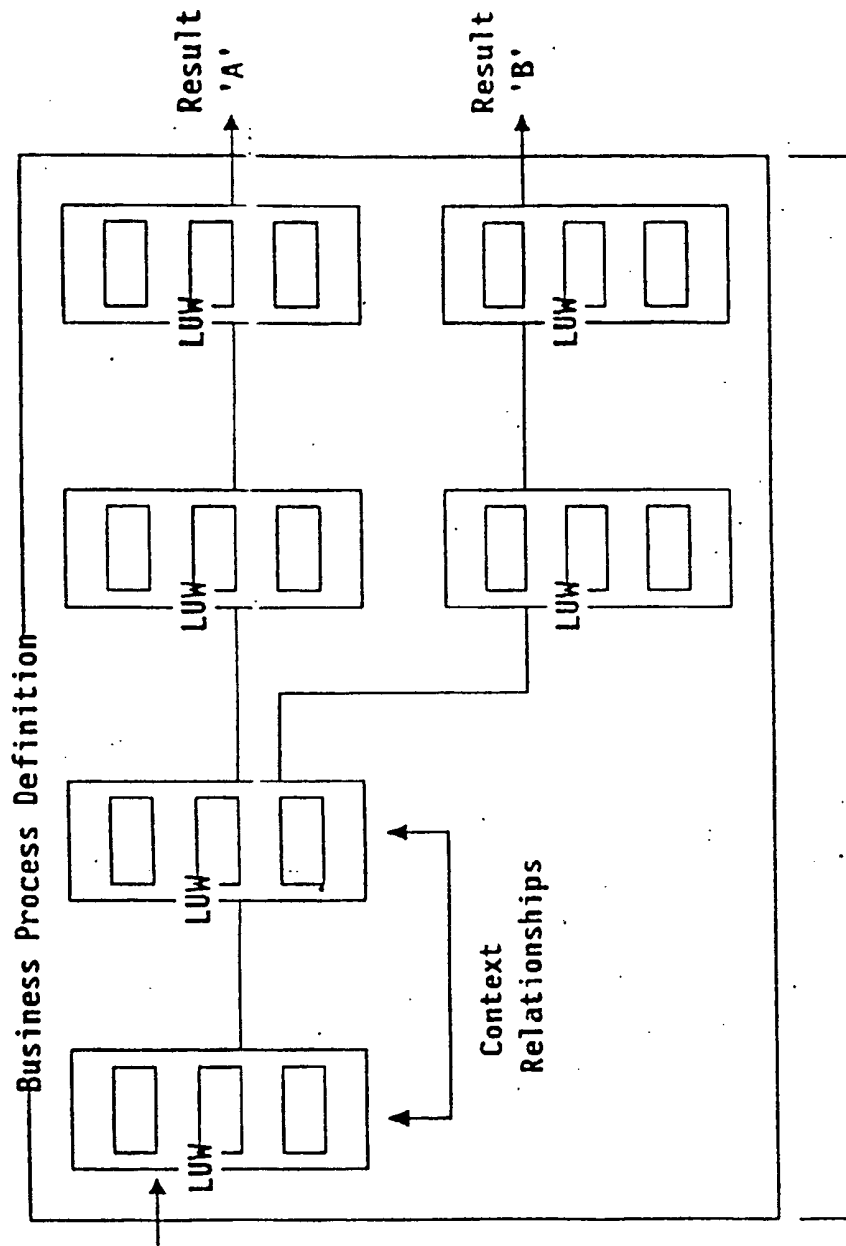 Business Process Definition
LUW
LUW
LUW
LUW
Result
'A'
LUW
LUW
Result
'B'
Context
Relationships